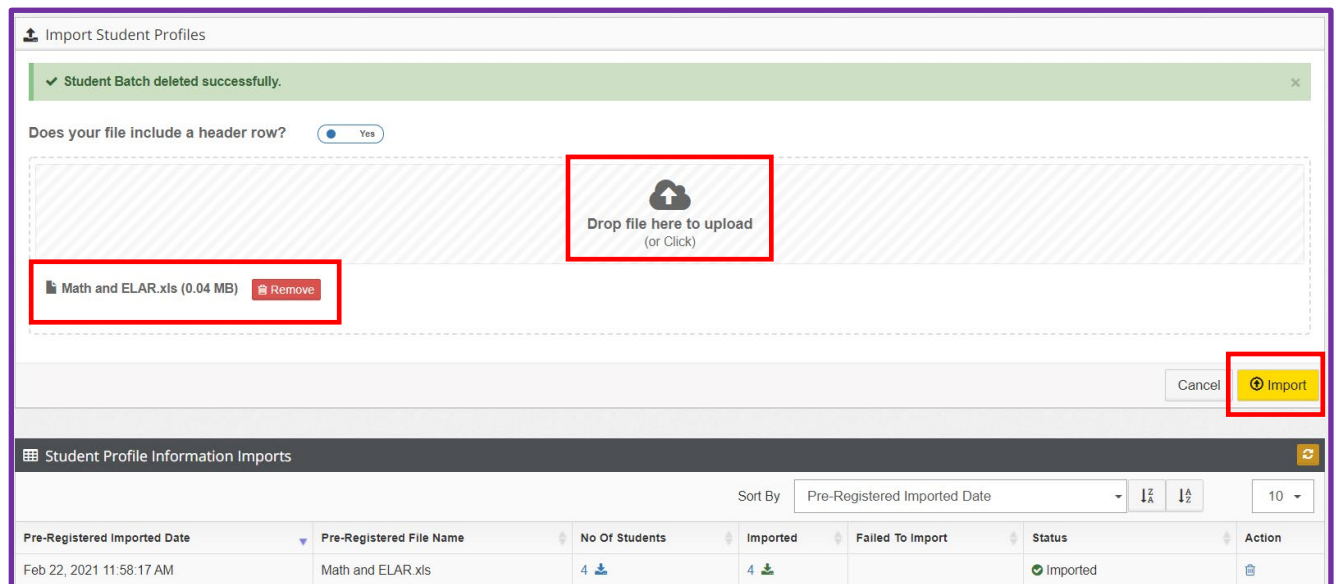 Import Student Profiles
Student Batch deleted successfully. ×
Does your file include a header row? Yes
Drop file here to upload
(or Click)
Math and ELAR.xls (0.04 MB) Remove
Cancel Import
Student Profile Information Imports
Sort By Pre-Registered Imported Date 10
Pre-Registered Imported Date Pre-Registered File Name No Of Students Imported Failed To Import Status Action
Feb 22, 2021 11:58:17 AM Math and ELAR.xls 4 4 Imported